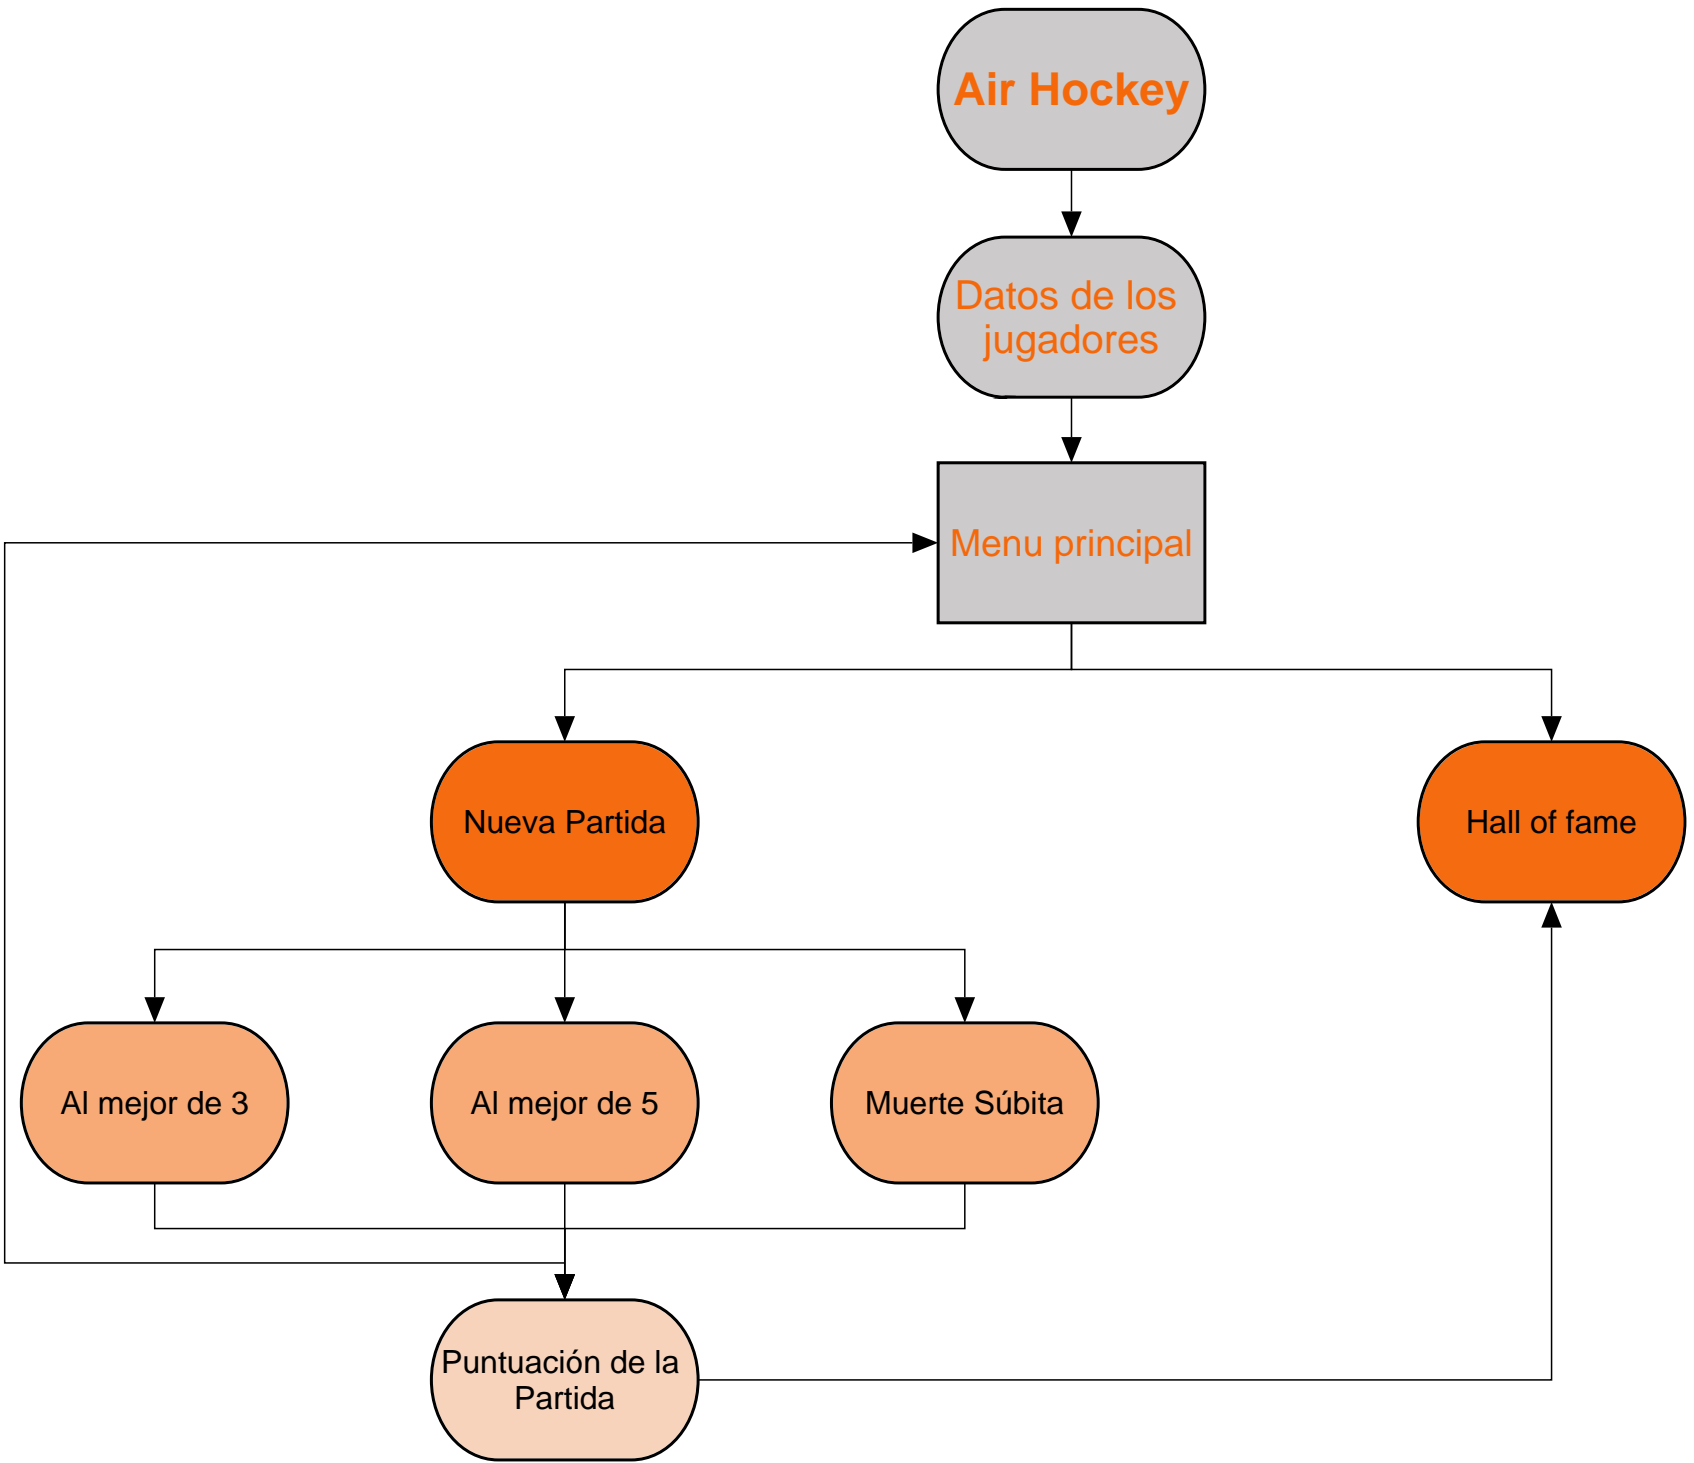 Air Hockey
Datos de los
jugadores
Menu principal
Nueva Partida
Hall of fame
Al mejor de 3
Al mejor de 5
Muerte Súbita
Puntuación de la
Partida